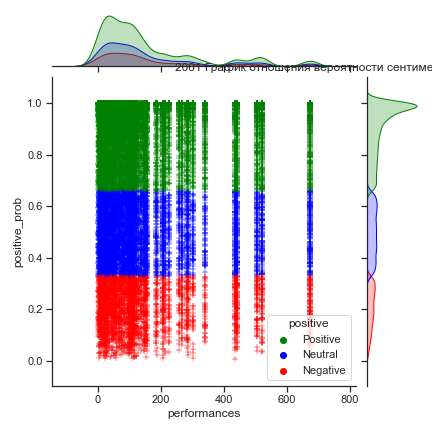 2001 График отношения вероятности сентиме
1.0
0.8
0.6
0.4
0.2
0.0
positive_prob
positive
Positive
Neutral
Negative
0
200
400
600
800
performances